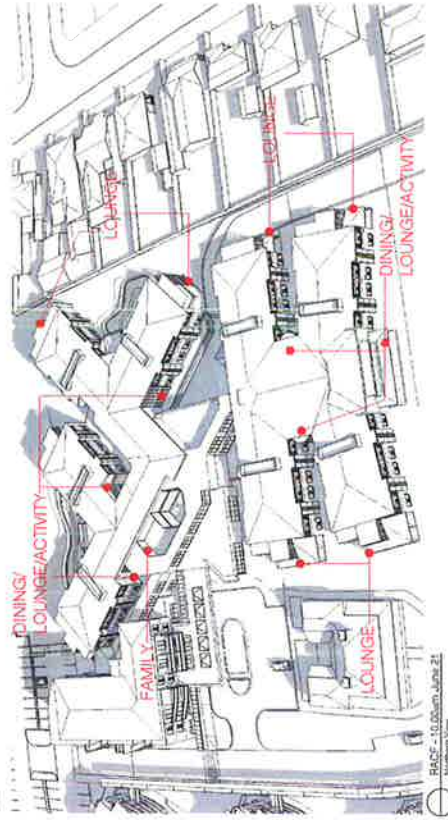 LOUNGE
LOUNGE
DINING/
LOUNGE/ACTIVITY
DINING/
LOUNGE/ACTIVITY
FAMILY
LOUNGE
RACF - 10.00am June 21